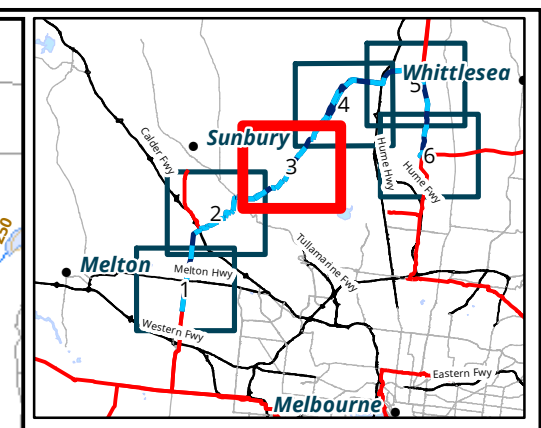 Whittlesea
5
4
Calder Fwy
Sunbury
Hume Hwy
3
6
Hume Fwy
2
250
Tullamarine Fwy
Melton
Melton Hwy
1
Western Fwy
Eastern Fwy
Melbourne